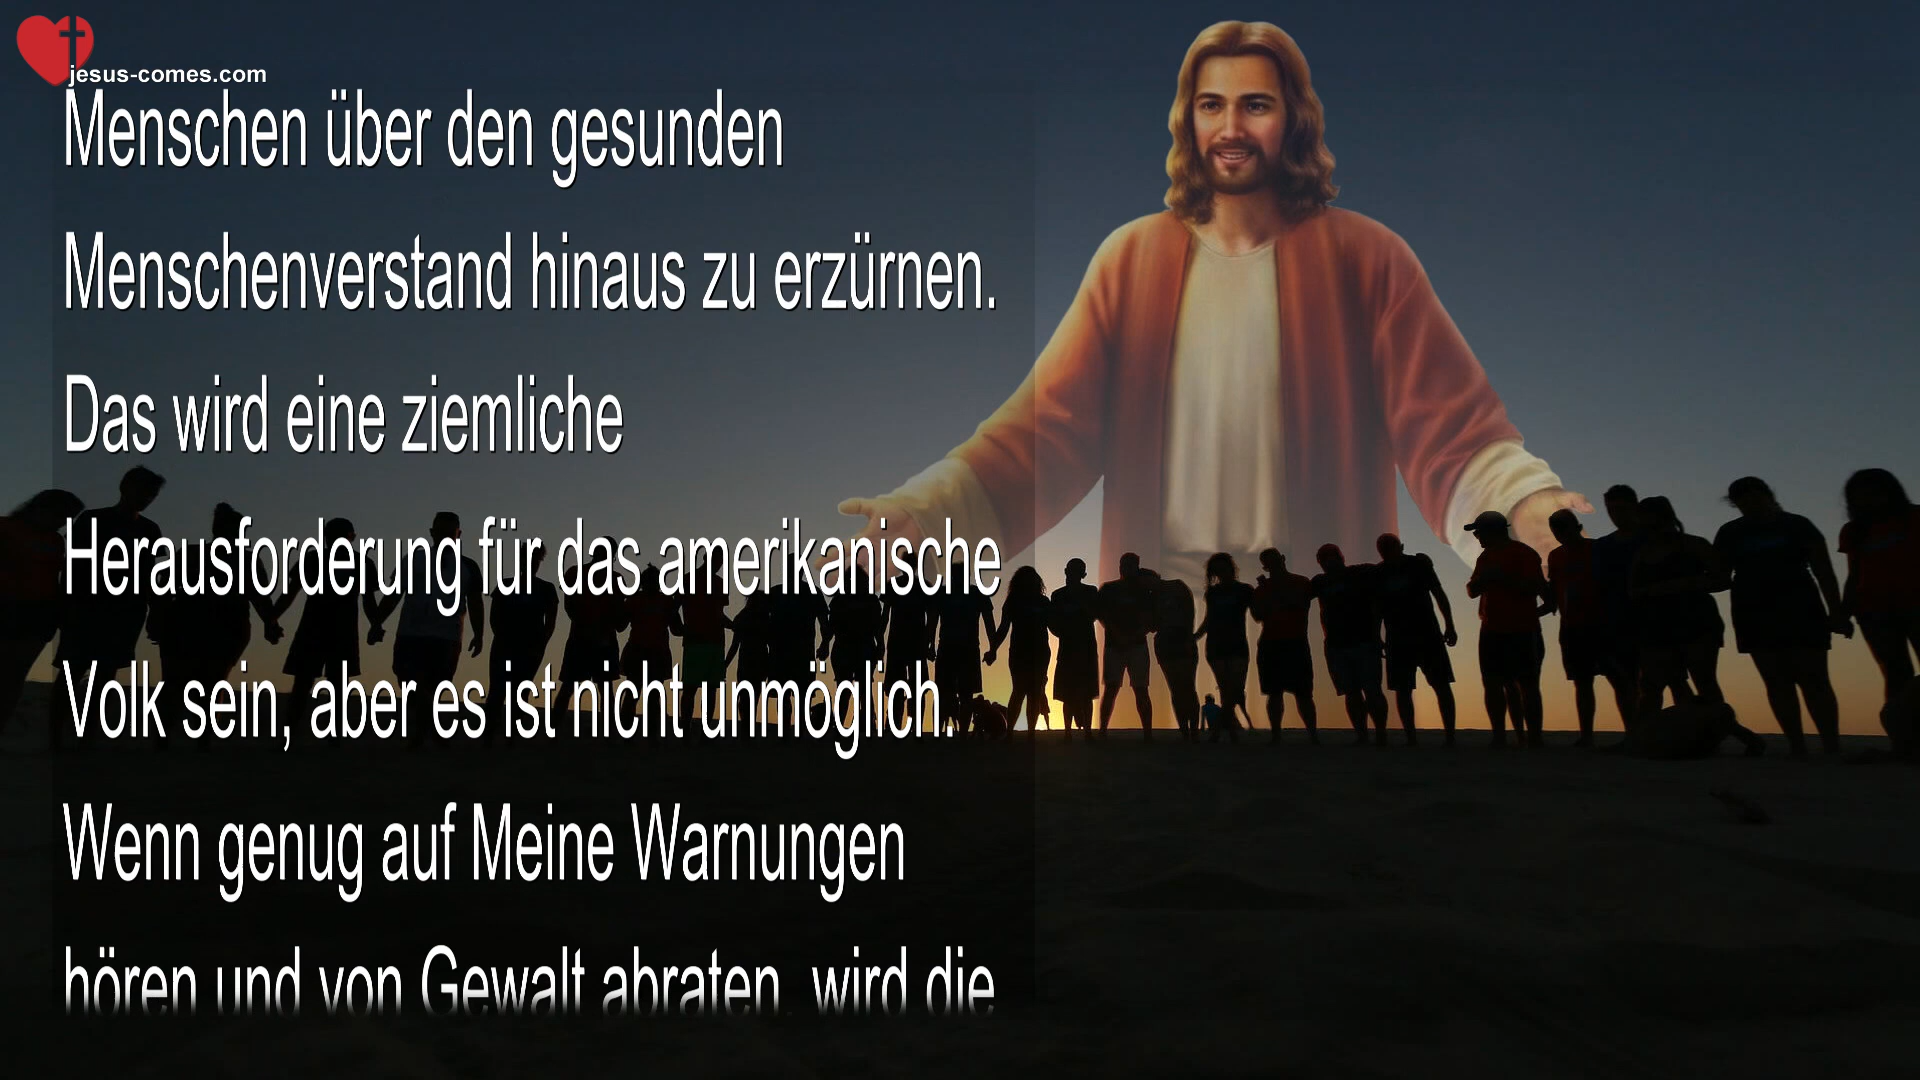 jesus-comes.com
Menschen über den gesunden
Menschenverstand hinaus zu erzürnen.
Das wird eine ziemliche
Herausforderung für das amerikanische
Volk sein, aber es ist nicht unmöglich.
Wenn genug auf Meine Warnungen
hören und von Gewalt abraten, wird die